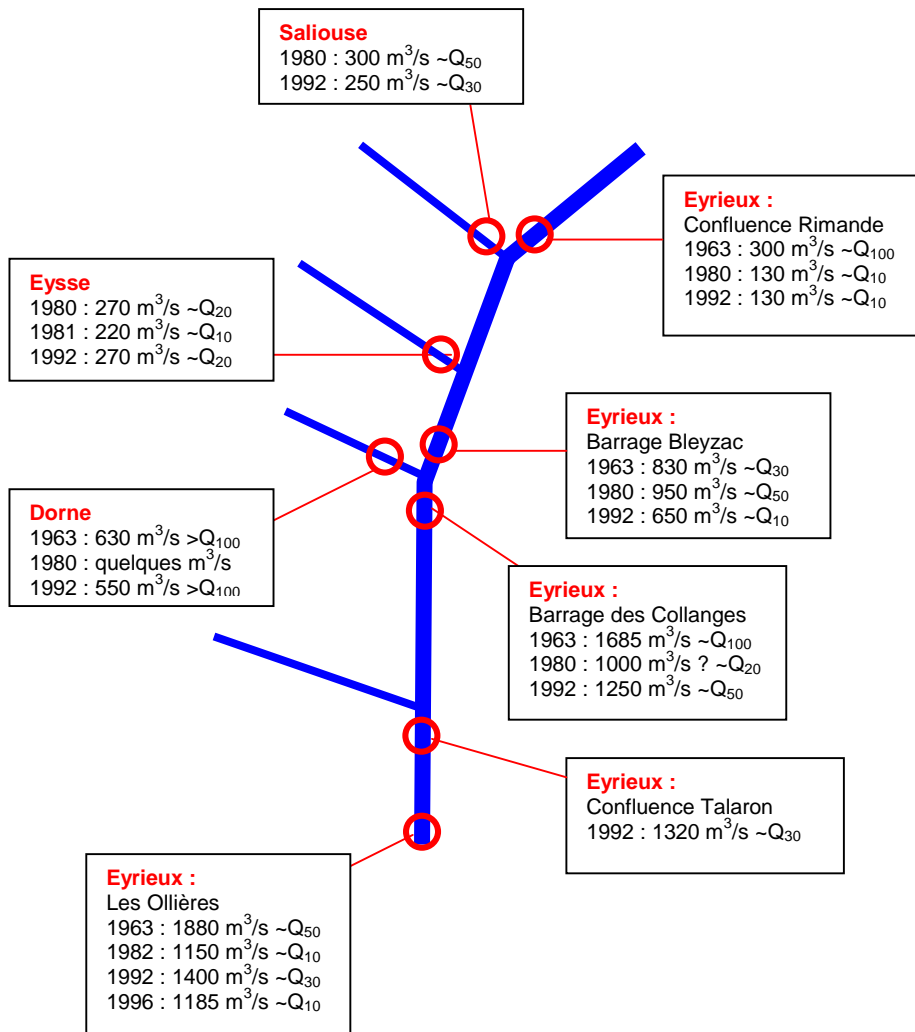 Saliouse
1980 : 300 m³/s ~Q₅₀
1992 : 250 m³/s ~Q₃₀
Eyrieux :
Confluence Rimande
1963 : 300 m³/s ~Q₁₀₀
1980 : 130 m³/s ~Q₁₀
1992 : 130 m³/s ~Q₁₀
Eysse
1980 : 270 m³/s ~Q₂₀
1981 : 220 m³/s ~Q₁₀
1992 : 270 m³/s ~Q₂₀
Eyrieux :
Barrage Bleyzac
1963 : 830 m³/s ~Q₃₀
1980 : 950 m³/s ~Q₅₀
1992 : 650 m³/s ~Q₁₀
Dorne
1963 : 630 m³/s >Q₁₀₀
1980 : quelques m³/s
1992 : 550 m³/s >Q₁₀₀
Eyrieux :
Barrage des Collanges
1963 : 1685 m³/s ~Q₁₀₀
1980 : 1000 m³/s ? ~Q₂₀
1992 : 1250 m³/s ~Q₅₀
Eyrieux :
Confluence Talaron
1992 : 1320 m³/s ~Q₃₀
Eyrieux :
Les Ollières
1963 : 1880 m³/s ~Q₅₀
1982 : 1150 m³/s ~Q₁₀
1992 : 1400 m³/s ~Q₃₀
1996 : 1185 m³/s ~Q₁₀